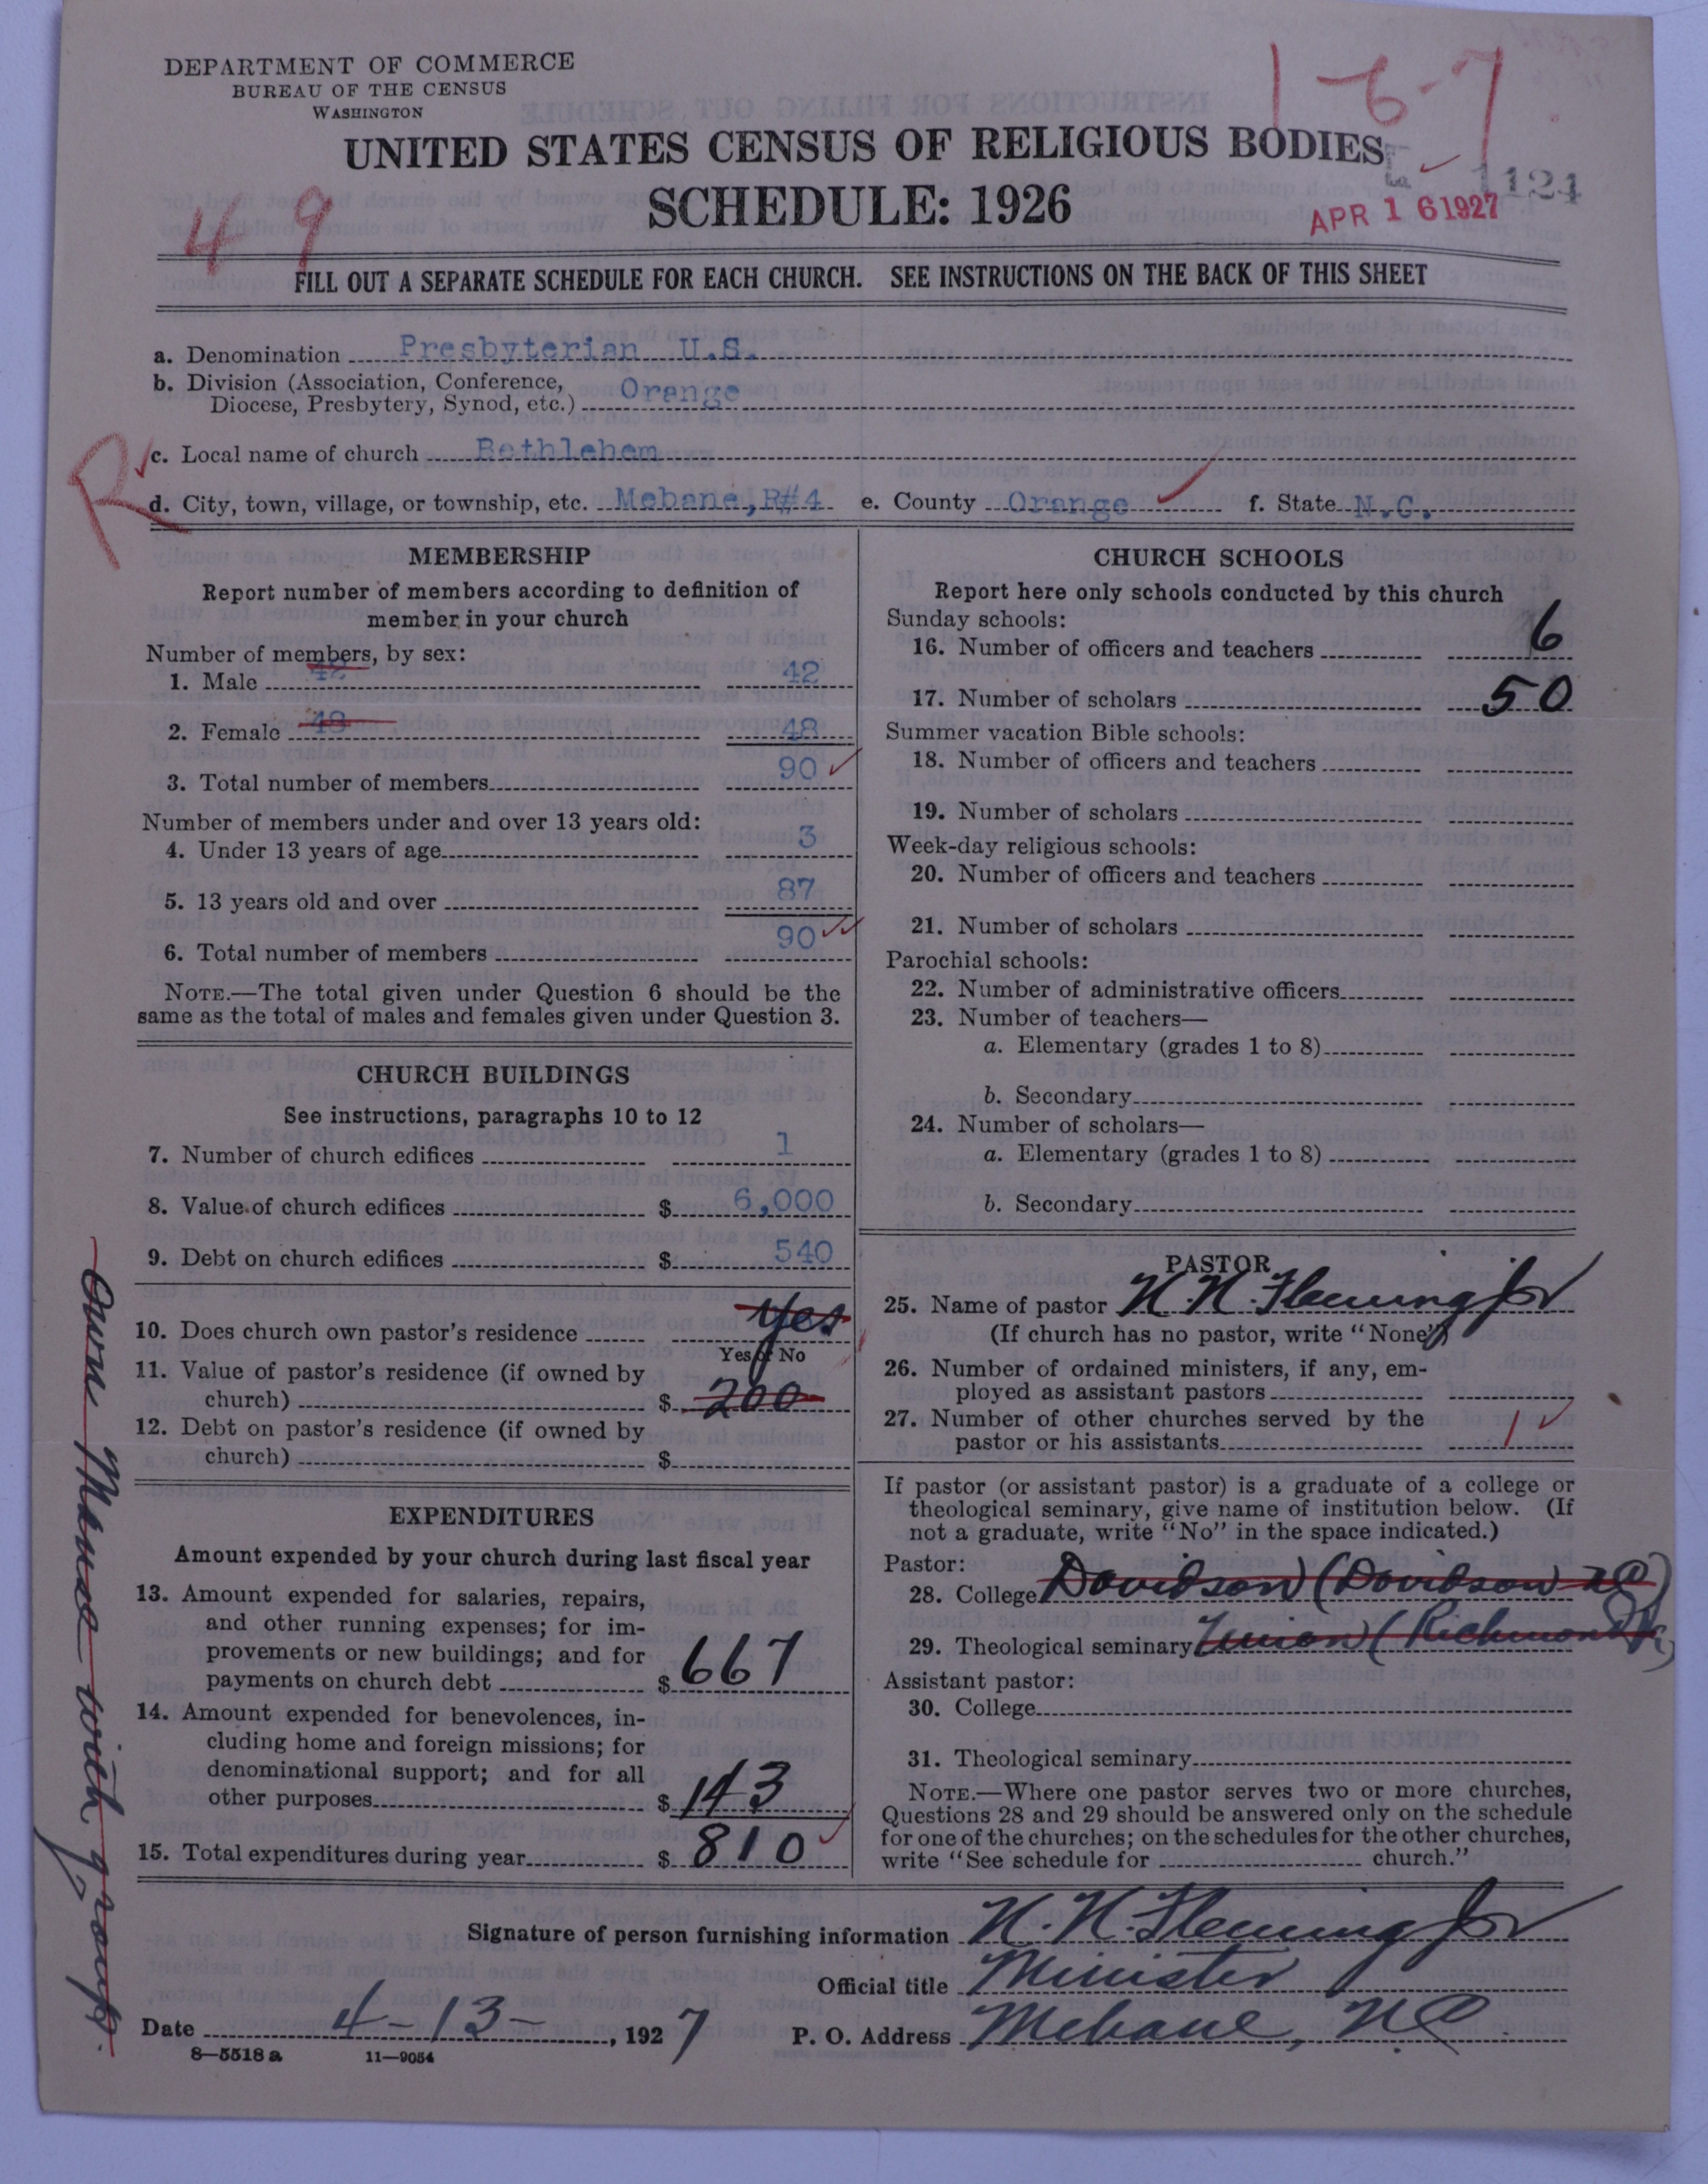 DEPARTMENT OF COMMERCE
BUREAU OF THE CENSUS
WASHINGTON
1-6-7
UNITED STATES CENSUS OF RELIGIOUS BODIES
SCHEDULE: 1926
1124
APR 16 1927
49
FILL OUT A SEPARATE SCHEDULE FOR EACH CHURCH. SEE INSTRUCTIONS ON THE BACK OF THIS SHEET
a. Denomination Presbyterian U.S.
b. Division (Association, Conference,
Diocese, Presbytery, Synod, etc.) Orange
R
c. Local name of church Bethlehem
d. City, town, village, or township, etc. Mebane,R#4 e. County Orange f. State N.C.
MEMBERSHIP
Report number of members according to definition of
member in your church
Number of members, by sex:
1. Male 42 42
2. Female 48 48
3. Total number of members 90
Number of members under and over 13 years old:
4. Under 13 years of age 3
5. 13 years old and over 87
6. Total number of members 90
NOTE.—The total given under Question 6 should be the
same as the total of males and females given under Question 3.
CHURCH BUILDINGS
See instructions, paragraphs 10 to 12
7. Number of church edifices 1
8. Value of church edifices $ 6,000
9. Debt on church edifices $ 540
10. Does church own pastor's residence Yes
Yes or No
11. Value of pastor's residence (if owned by
church) $ 200
12. Debt on pastor's residence (if owned by
church) $
own Manse with group.
EXPENDITURES
Amount expended by your church during last fiscal year
13. Amount expended for salaries, repairs,
and other running expenses; for im-
provements or new buildings; and for
payments on church debt $ 667
14. Amount expended for benevolences, in-
cluding home and foreign missions; for
denominational support; and for all
other purposes $ 143
15. Total expenditures during year $ 810
CHURCH SCHOOLS
Report here only schools conducted by this church
Sunday schools:
16. Number of officers and teachers 6
17. Number of scholars 50
Summer vacation Bible schools:
18. Number of officers and teachers
19. Number of scholars
Week-day religious schools:
20. Number of officers and teachers
21. Number of scholars
Parochial schools:
22. Number of administrative officers
23. Number of teachers—
a. Elementary (grades 1 to 8)
b. Secondary
24. Number of scholars—
a. Elementary (grades 1 to 8)
b. Secondary
PASTOR
25. Name of pastor N. N. Fleming Jr
(If church has no pastor, write "None")
26. Number of ordained ministers, if any, em-
ployed as assistant pastors
27. Number of other churches served by the
pastor or his assistants 1
If pastor (or assistant pastor) is a graduate of a college or
theological seminary, give name of institution below. (If
not a graduate, write "No" in the space indicated.)
Pastor:
28. College Davidson (Davidson NC)
29. Theological seminary Union (Richmond Va)
Assistant pastor:
30. College
31. Theological seminary
NOTE.—Where one pastor serves two or more churches,
Questions 28 and 29 should be answered only on the schedule
for one of the churches; on the schedules for the other churches,
write "See schedule for church."
Signature of person furnishing information N. N. Fleming Jr
Official title Minister
Date 4-13-, 1927 P. O. Address Mebane, NC
8—5518a 11—9054